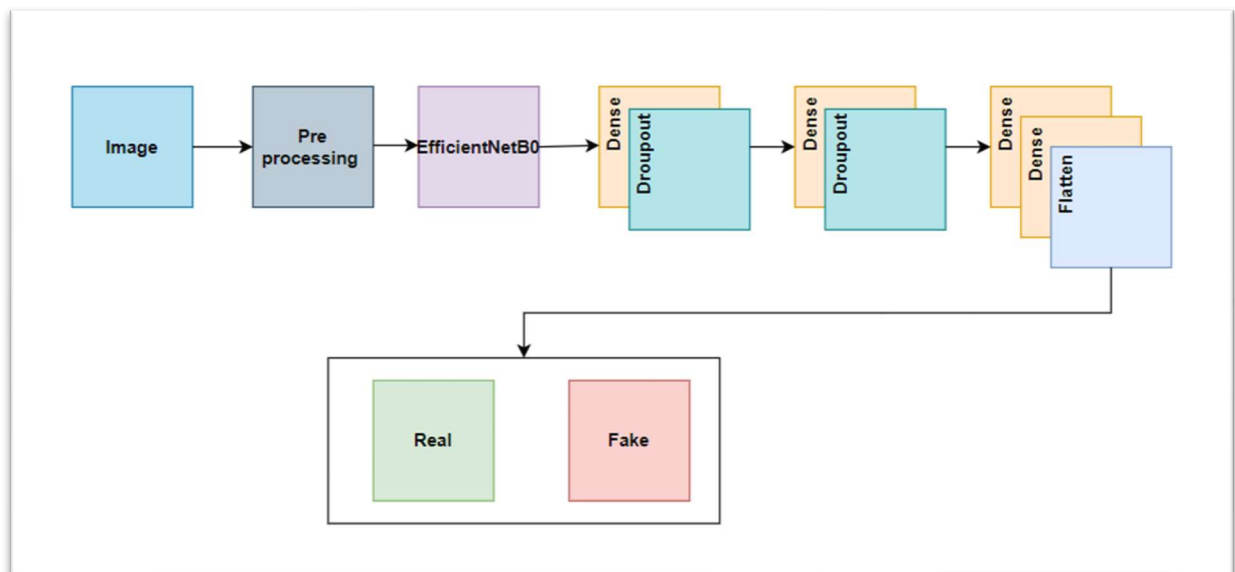 Image
Pre
processing
EfficientNetB0
Dense
Droupout
Dense
Droupout
Dense
Dense
Flatten
Real
Fake